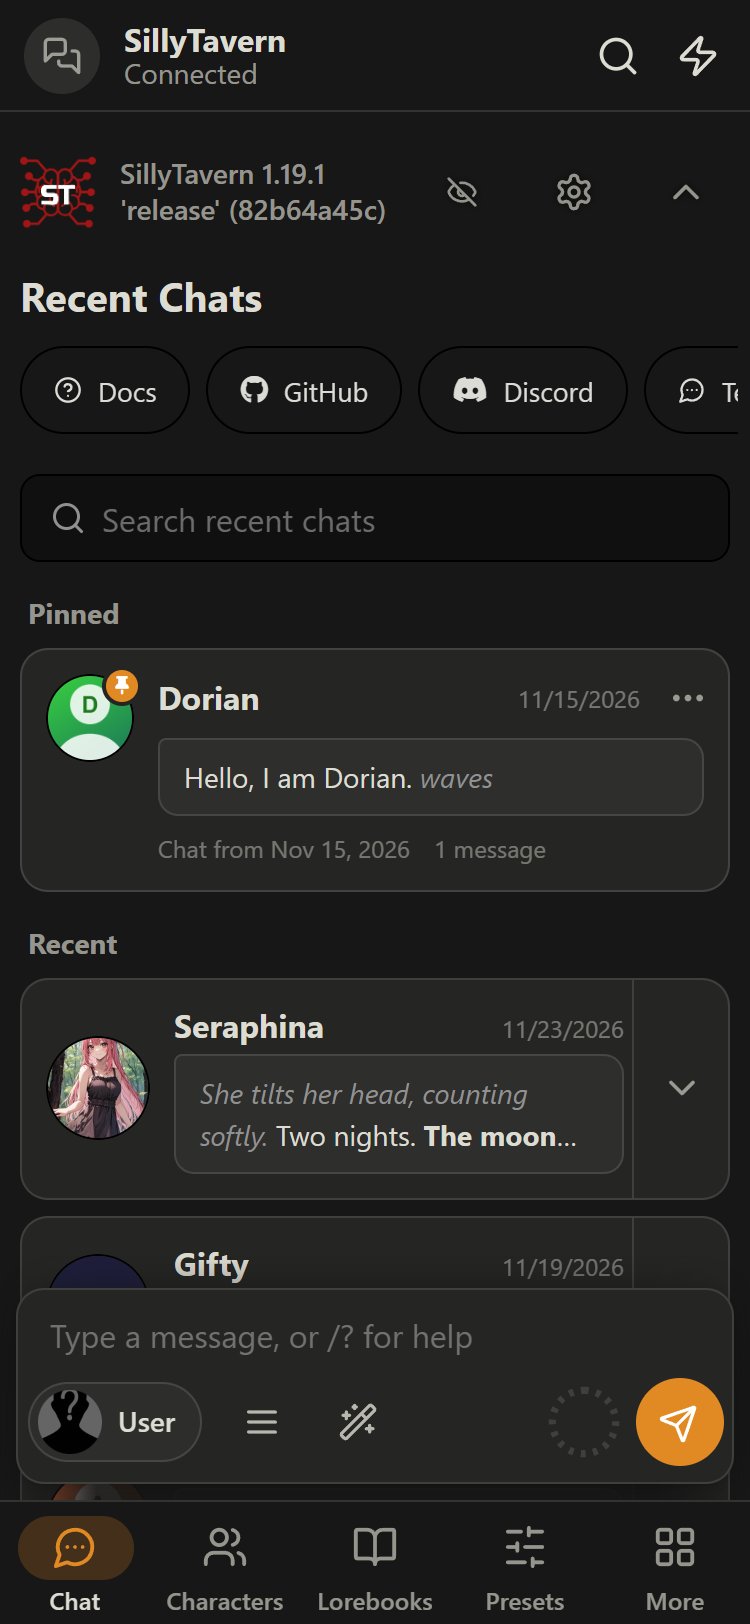 SillyTavern
Connected
ST
SillyTavern 1.19.1
'release' (82b64a45c)
Recent Chats
Docs
GitHub
Discord
Search recent chats
Pinned
D
Dorian
11/15/2026
Hello, I am Dorian. waves
Chat from Nov 15, 2026 1 message
Recent
Seraphina
11/23/2026
She tilts her head, counting
softly. Two nights. The moon...
Gifty
11/19/2026
Type a message, or /? for help
User
Chat
Characters
Lorebooks
Presets
More